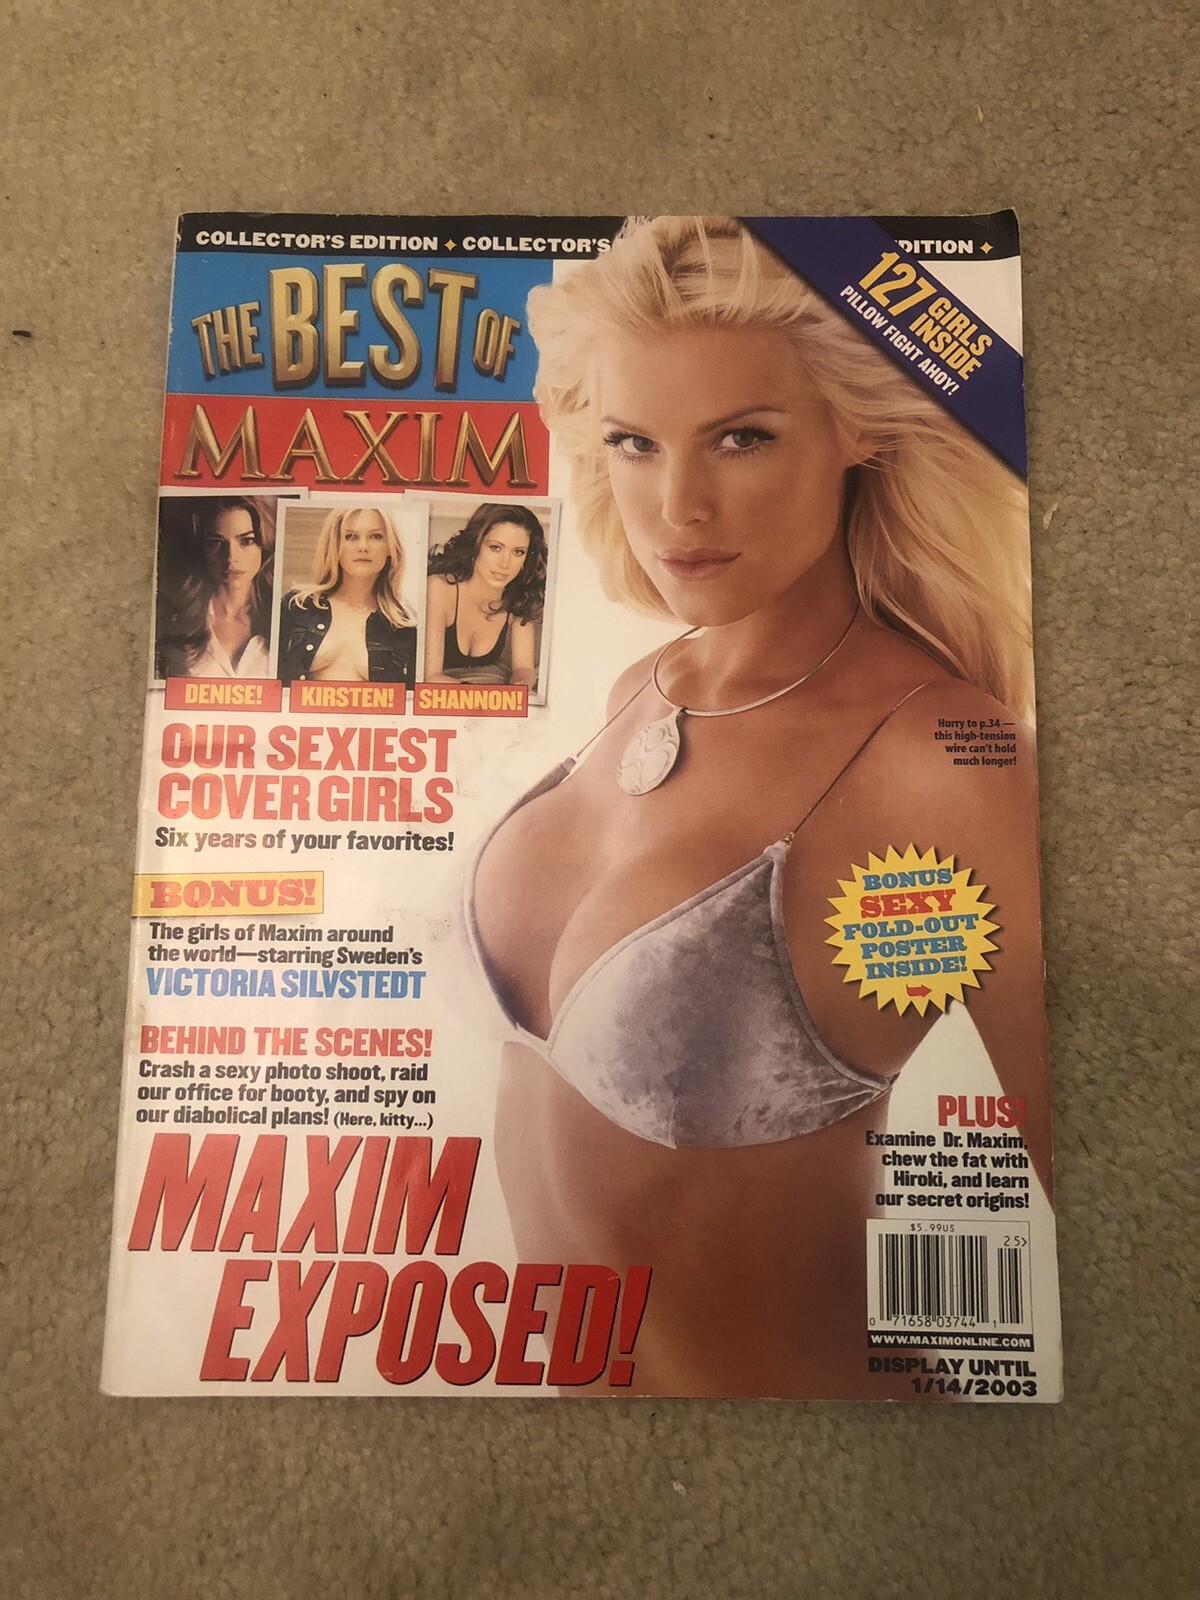 COLLECTOR'S EDITION ✦ COLLECTOR'S
DITION ✦
127 GIRLS INSIDE
PILLOW FIGHT AHOY!
THE BEST OF
MAXIM
DENISE!
KIRSTEN!
SHANNON!
OUR SEXIEST
COVER GIRLS
Six years of your favorites!
BONUS!
The girls of Maxim around
the world—starring Sweden's
VICTORIA SILVSTEDT
BEHIND THE SCENES!
Crash a sexy photo shoot, raid
our office for booty, and spy on
our diabolical plans! (Here, kitty...)
MAXIM
EXPOSED!
Hurry to p.34 —
this high-tension
wire can't hold
much longer!
BONUS
SEXY
FOLD-OUT
POSTER
INSIDE!
PLUS!
Examine Dr. Maxim,
chew the fat with
Hiroki, and learn
our secret origins!
$5.99US
25>
0 71658 03744 1
WWW.MAXIMONLINE.COM
DISPLAY UNTIL
1/14/2003